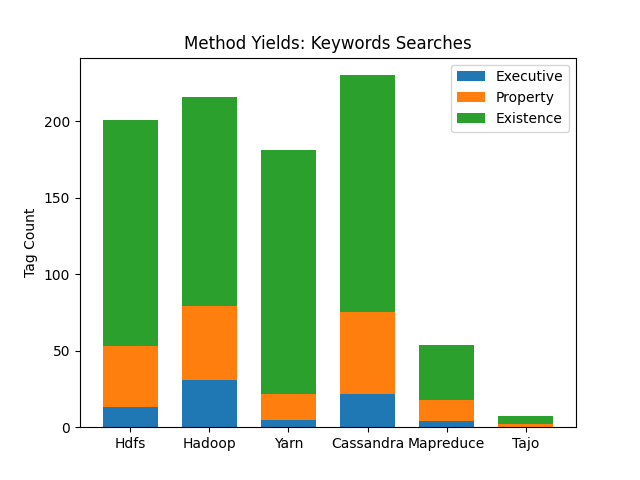 Method Yields: Keywords Searches
Executive
Property
Existence
Tag Count
200
150
100
50
0
Hdfs Hadoop Yarn Cassandra Mapreduce Tajo